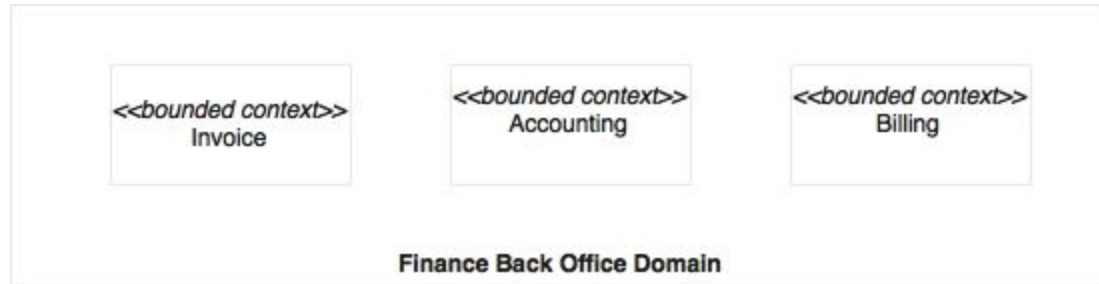 <<bounded context>>
Invoice
<<bounded context>>
Accounting
<<bounded context>>
Billing
Finance Back Office Domain